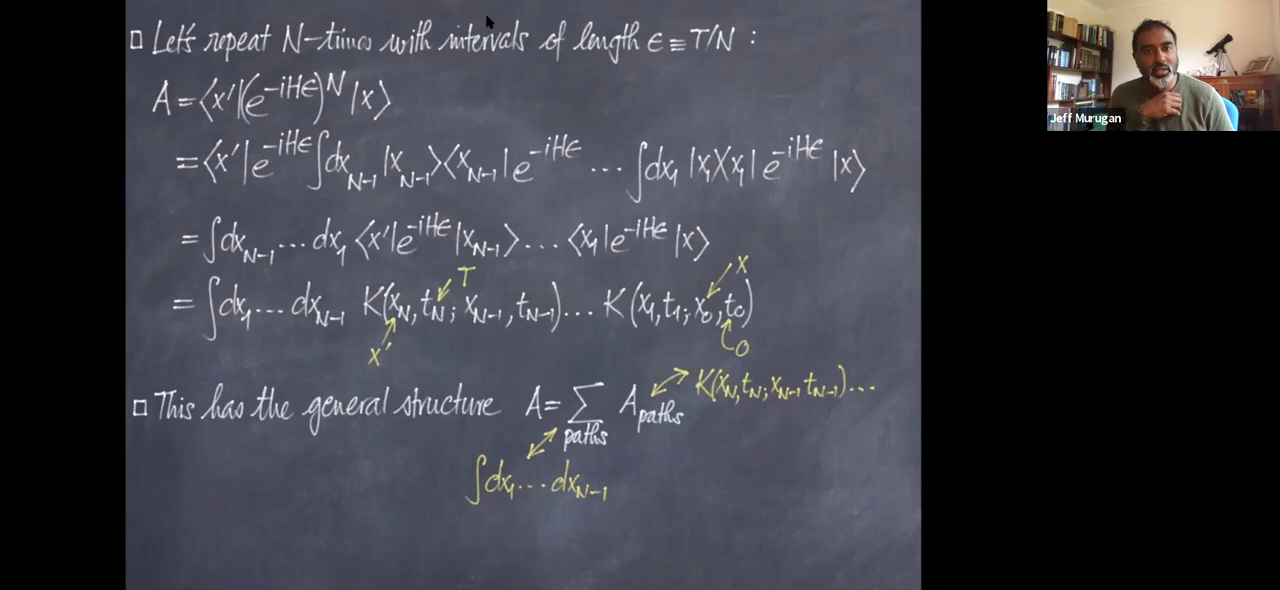 □ Let's repeat N-times with intervals of length ϵ ≡ T/N :
A = ⟨x'|(e^{-iHϵ})^N |x⟩
= ⟨x'| e^{-iHϵ} ∫dx_{N-1} |x_{N-1}⟩⟨x_{N-1}| e^{-iHϵ} ... ∫dx_1 |x_1⟩⟨x_1| e^{-iHϵ} |x⟩
= ∫dx_{N-1} ... dx_1 ⟨x'|e^{-iHϵ}|x_{N-1}⟩ ... ⟨x_1|e^{-iHϵ}|x⟩
T
x
= ∫dx_1 ... dx_{N-1} K(x_N, t_N; x_{N-1}, t_{N-1}) ... K(x_1, t_1; x_0, t_0)
x'
0
K(x_N, t_N; x_{N-1} t_{N-1}) ...
□ This has the general structure A = Σ_{paths} A_{paths}
∫dx_1 ... dx_{N-1}
Jeff Murugan